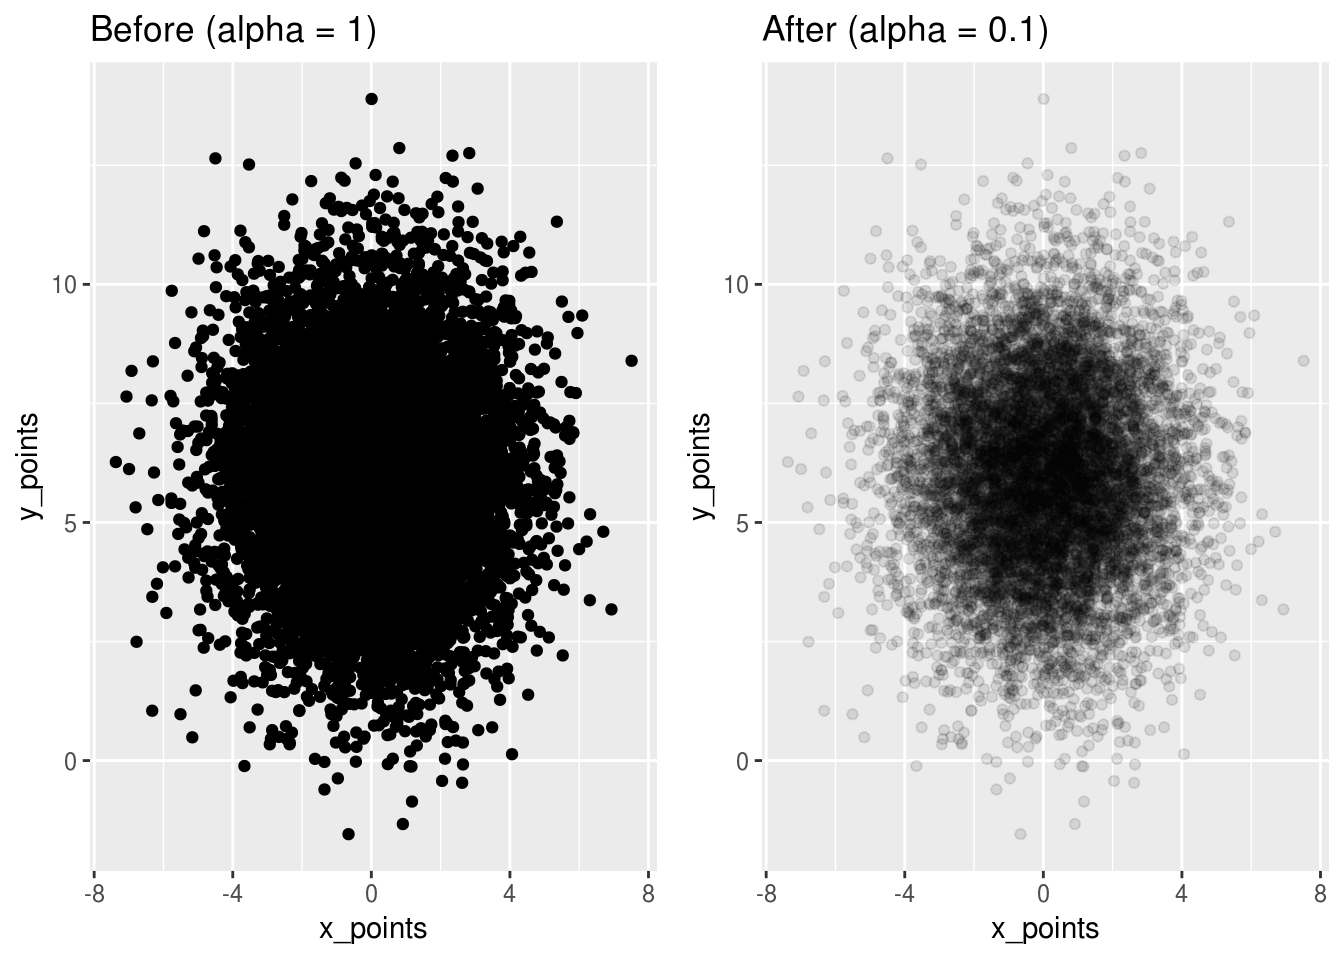 Before (alpha = 1)
y_points
10
5
0
-8 -4 0 4 8
x_points
After (alpha = 0.1)
y_points
10
5
0
-8 -4 0 4 8
x_points